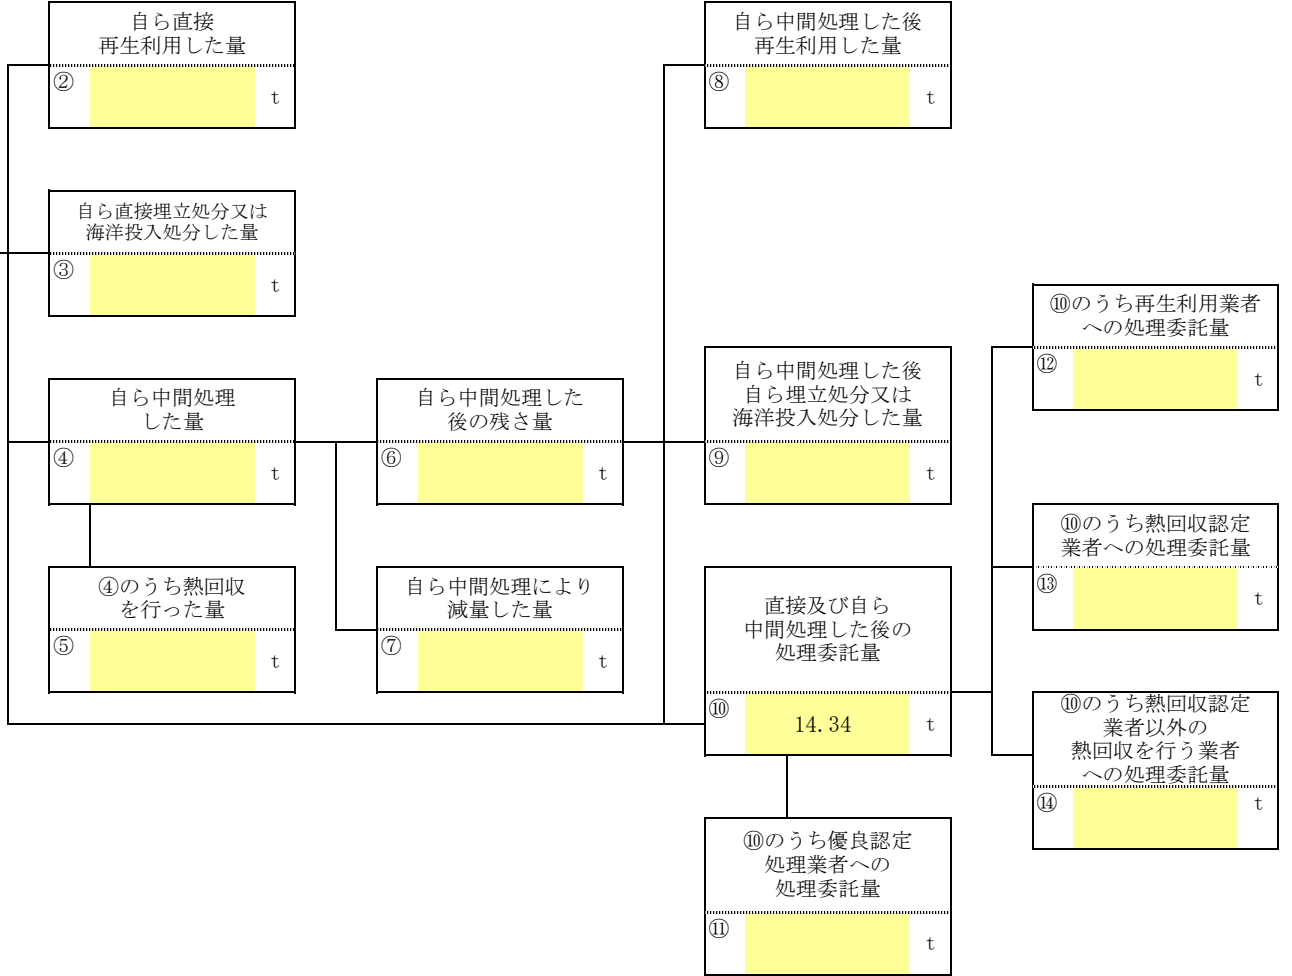 自ら直接
再生利用した量
②
t
自ら中間処理した後
再生利用した量
⑧
t
自ら直接埋立処分又は
海洋投入処分した量
③
t
⑩のうち再生利用業者
への処理委託量
⑫
t
自ら中間処理
した量
④
t
自ら中間処理した
後の残さ量
⑥
t
自ら中間処理した後
自ら埋立処分又は
海洋投入処分した量
⑨
t
⑩のうち熱回収認定
業者への処理委託量
⑬
t
④のうち熱回収
を行った量
⑤
t
自ら中間処理により
減量した量
⑦
t
直接及び自ら
中間処理した後の
処理委託量
⑩ 14.34 t
⑩のうち熱回収認定
業者以外の
熱回収を行う業者
への処理委託量
⑭
t
⑩のうち優良認定
処理業者への
処理委託量
⑪
t